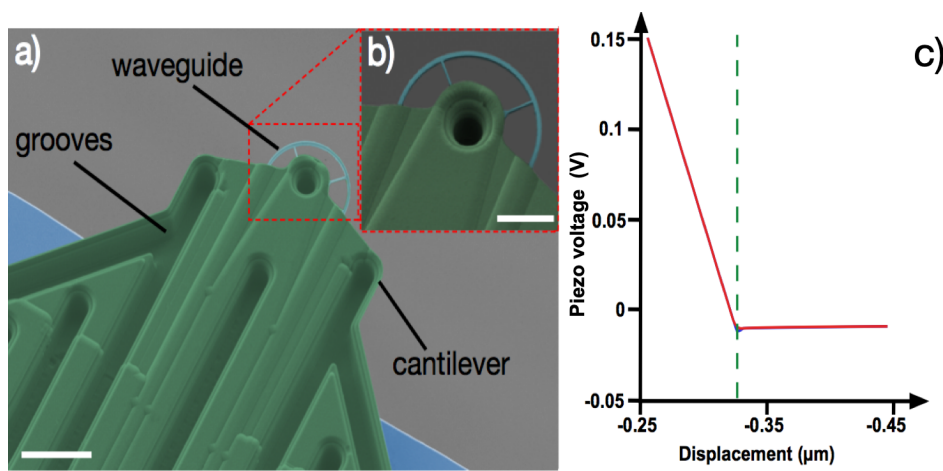 a)
waveguide
grooves
cantilever
b)
c)
0.15
0.1
0.05
0
-0.05
Piezo voltage (V)
-0.25
-0.35
-0.45
Displacement (µm)